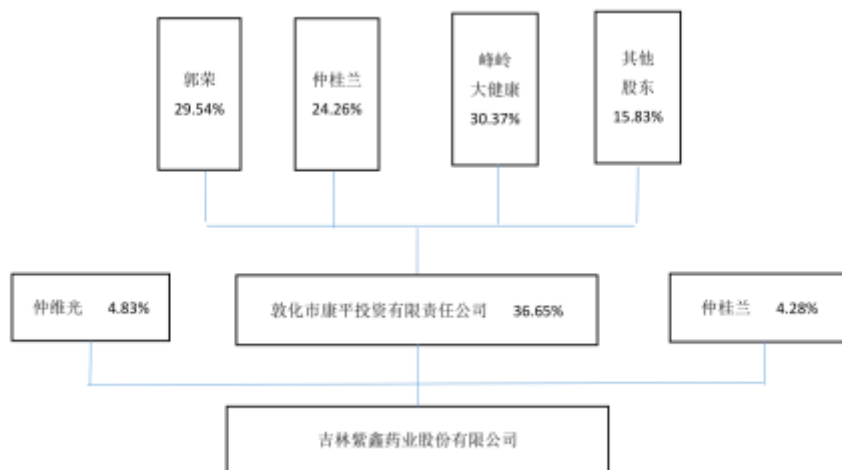 郭荣
29.54%
仲桂兰
24.26%
峰岭
大健康
30.37%
其他
股东
15.83%
仲维光 4.83%
敦化市康平投资有限责任公司 36.65%
仲桂兰 4.28%
吉林紫鑫药业股份有限公司